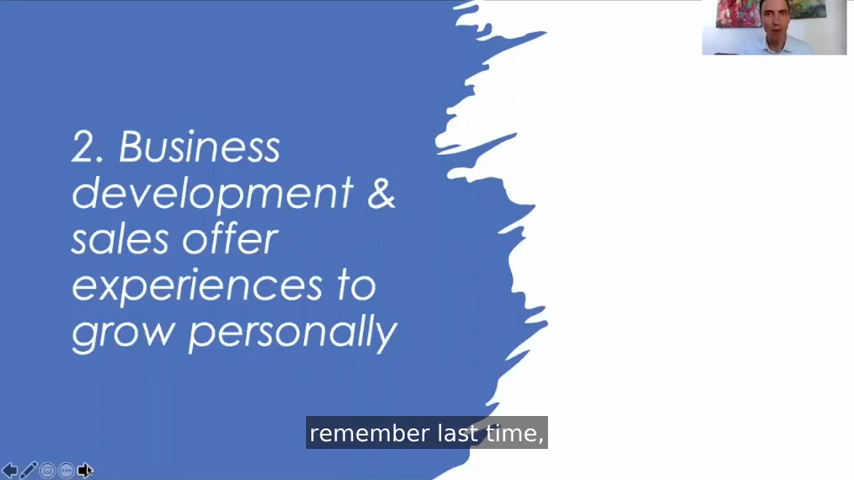 2. Business
development &
sales offer
experiences to
grow personally
remember last time,